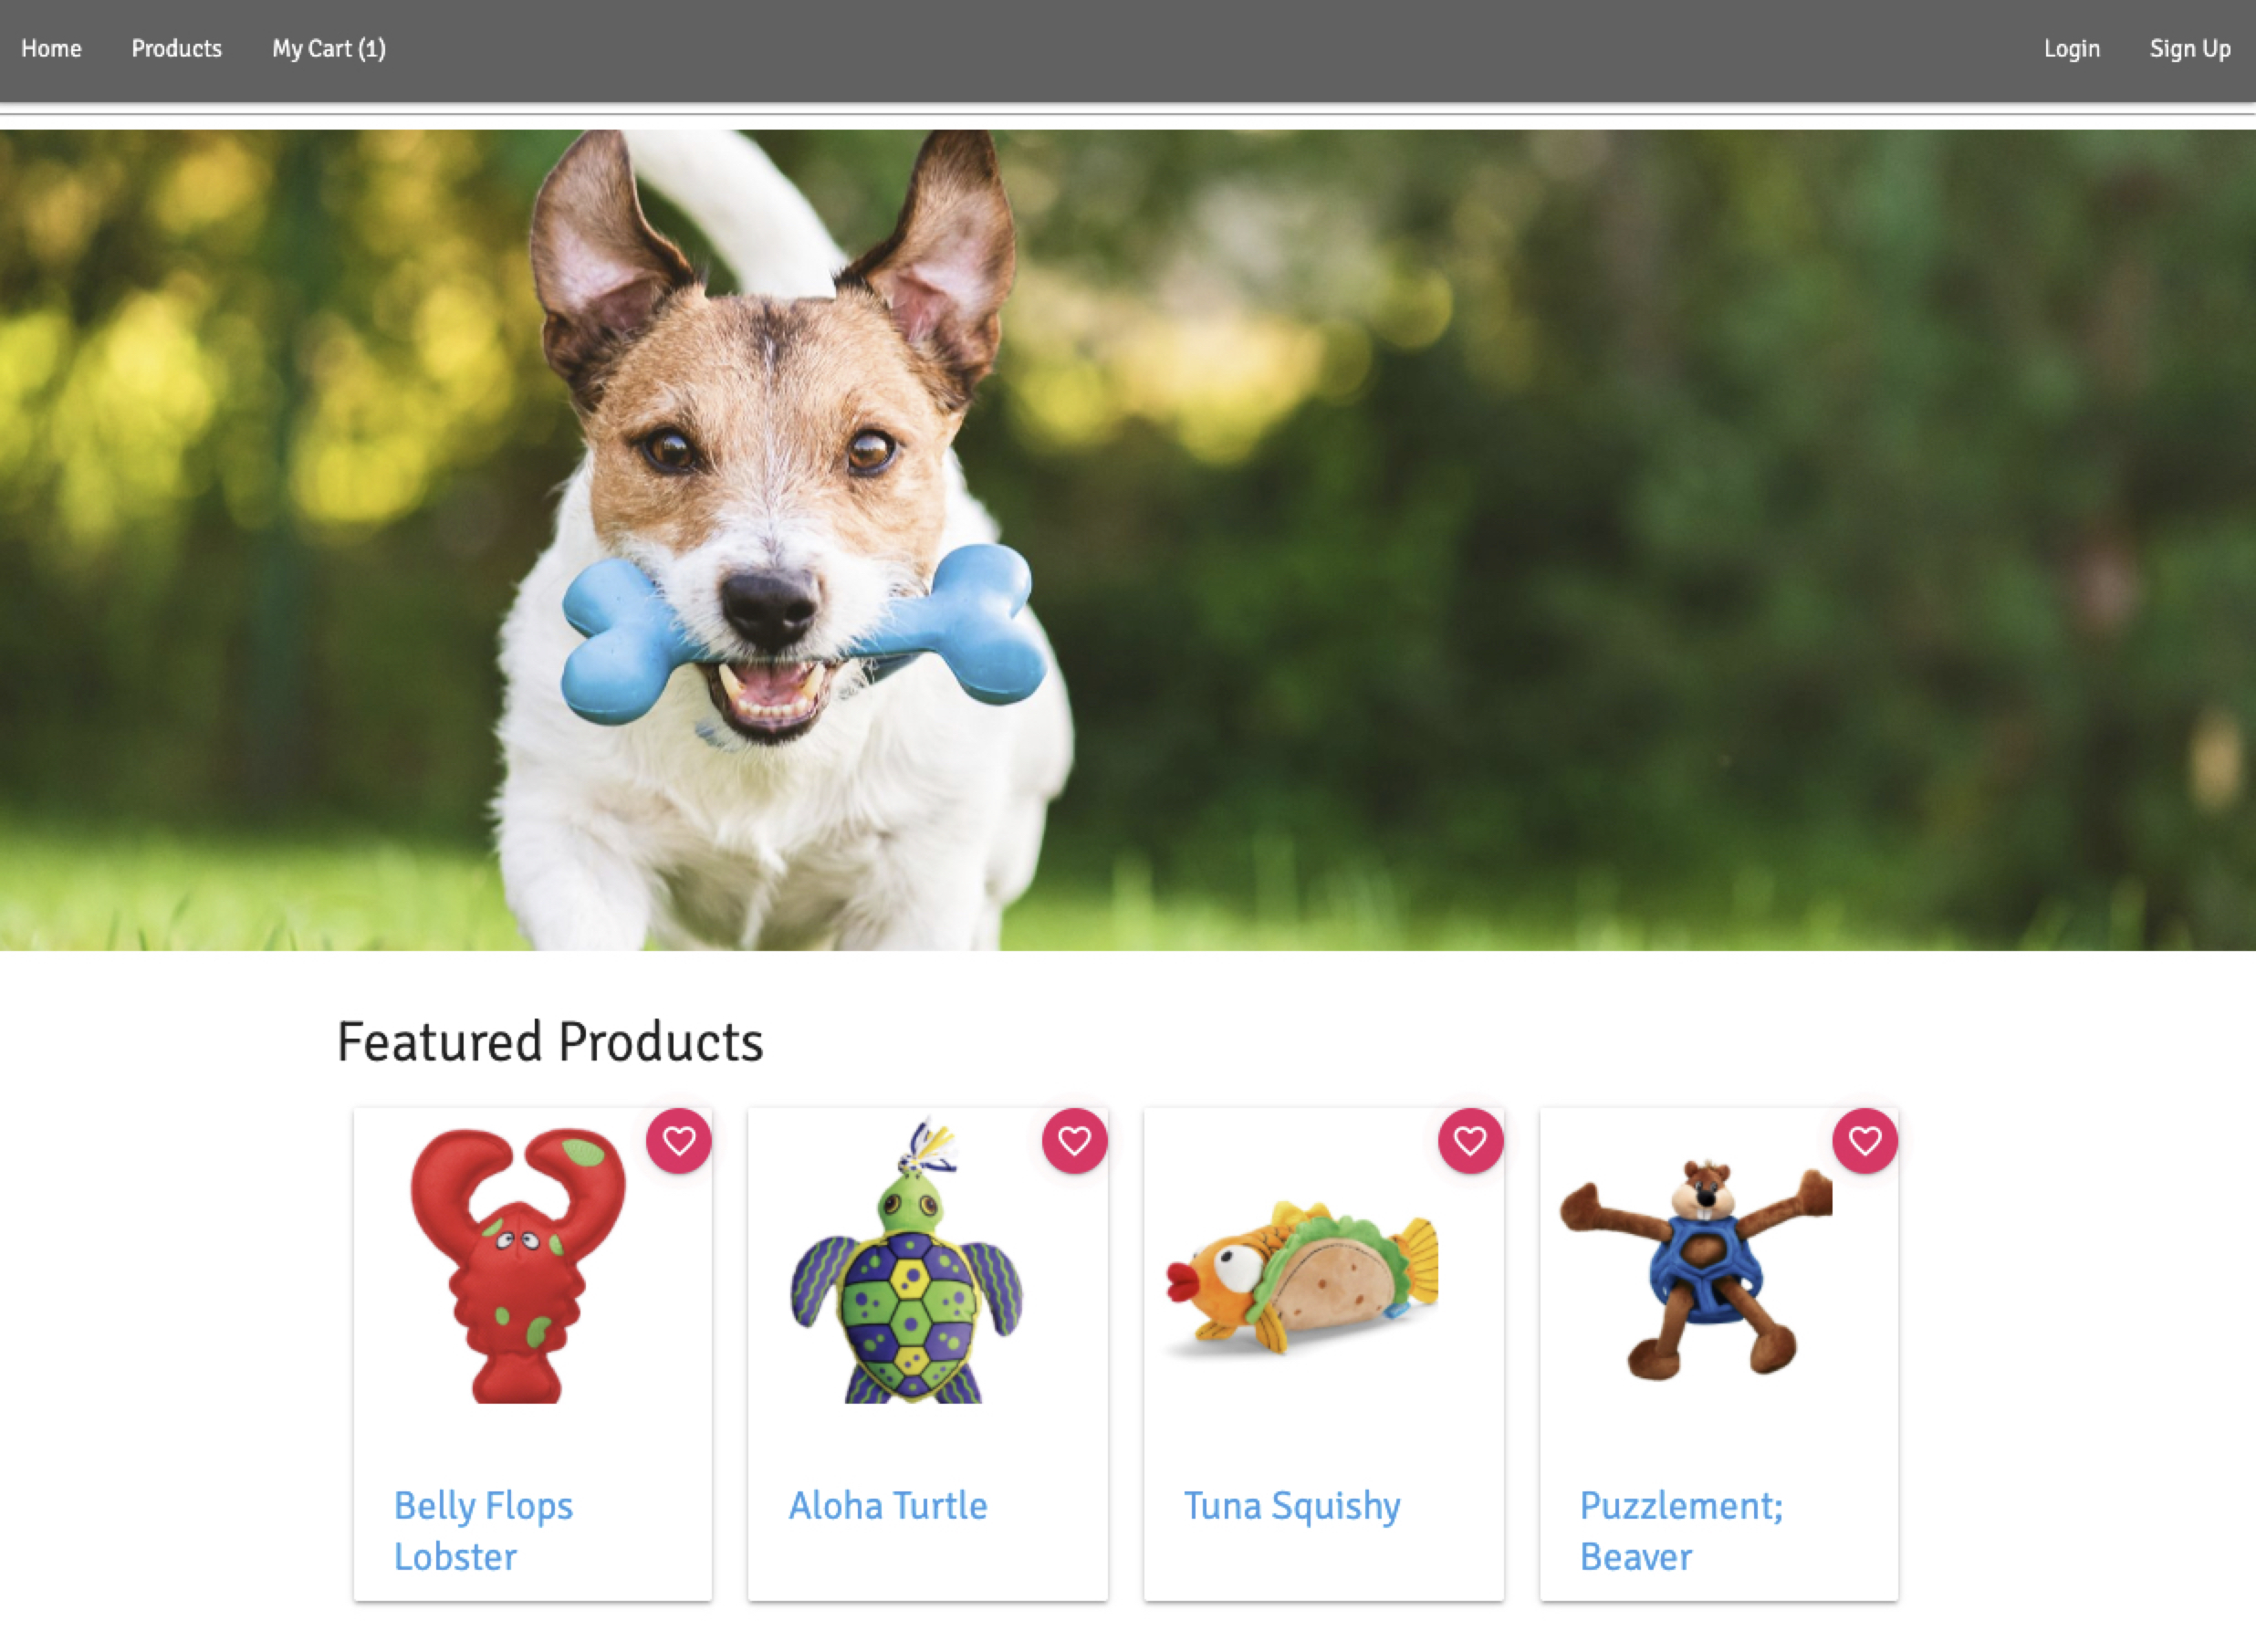 Home Products My Cart (1) Login Sign Up
Featured Products
Belly Flops
Lobster
Aloha Turtle
Tuna Squishy
Puzzlement;
Beaver